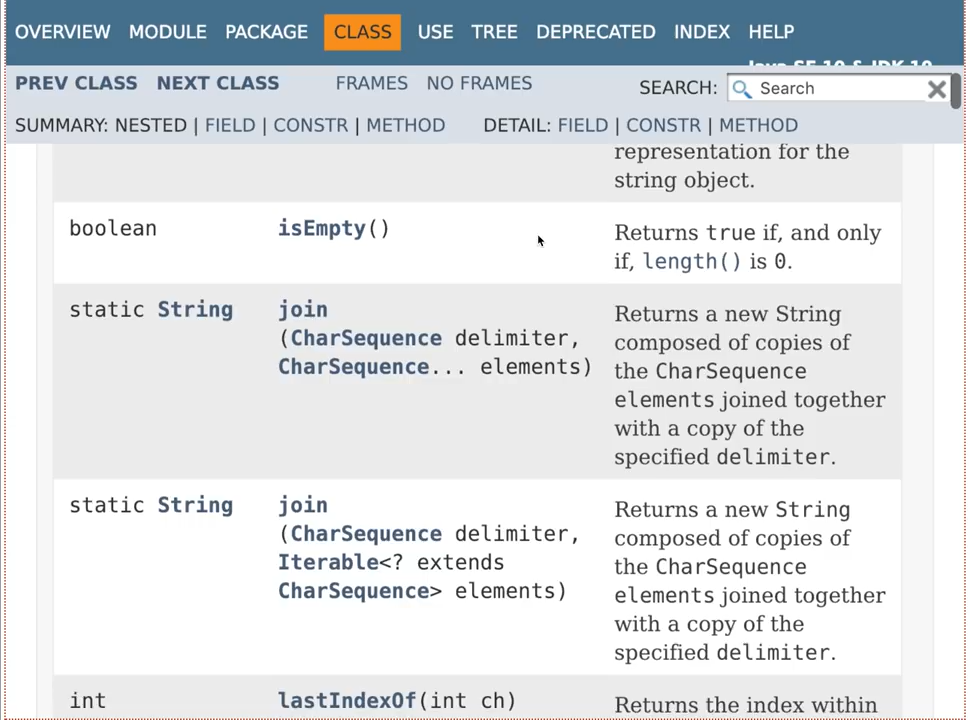 OVERVIEW MODULE PACKAGE CLASS USE TREE DEPRECATED INDEX HELP
Java SE 10 & JDK 10
PREV CLASS NEXT CLASS FRAMES NO FRAMES SEARCH: Search
SUMMARY: NESTED | FIELD | CONSTR | METHOD DETAIL: FIELD | CONSTR | METHOD
representation for the
string object.
boolean isEmpty() Returns true if, and only
if, length() is 0.
static String join Returns a new String
(CharSequence delimiter, composed of copies of
CharSequence... elements) the CharSequence
elements joined together
with a copy of the
specified delimiter.
static String join Returns a new String
(CharSequence delimiter, composed of copies of
Iterable<? extends the CharSequence
CharSequence> elements) elements joined together
with a copy of the
specified delimiter.
int lastIndexOf(int ch) Returns the index within